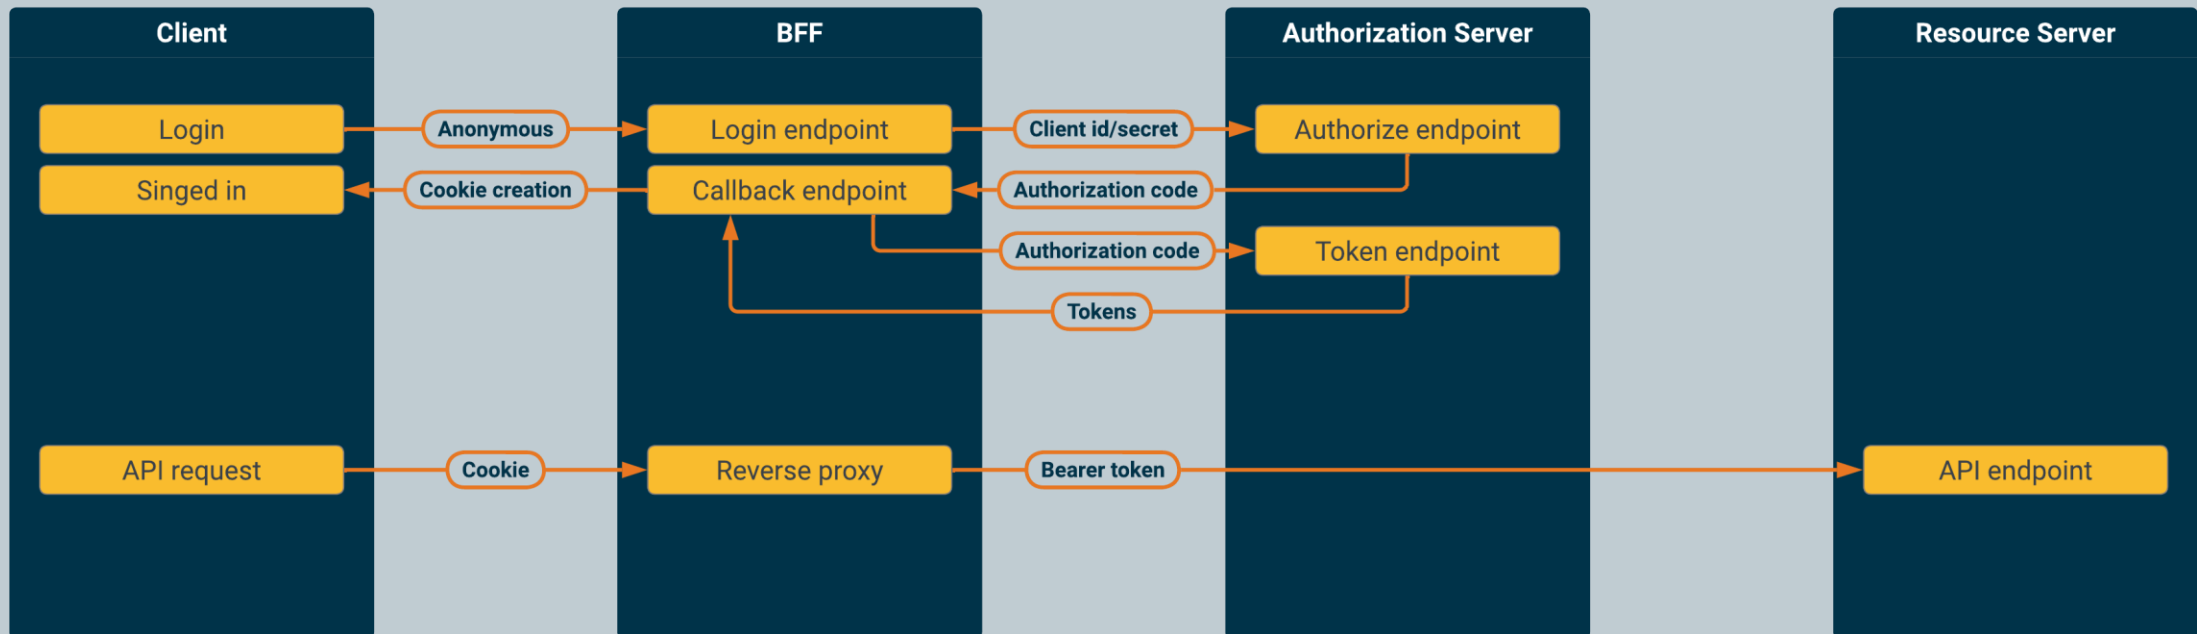 Client
BFF
Authorization Server
Resource Server
Login
Anonymous
Login endpoint
Client id/secret
Authorize endpoint
Singed in
Cookie creation
Callback endpoint
Authorization code
Authorization code
Token endpoint
Tokens
API request
Cookie
Reverse proxy
Bearer token
API endpoint